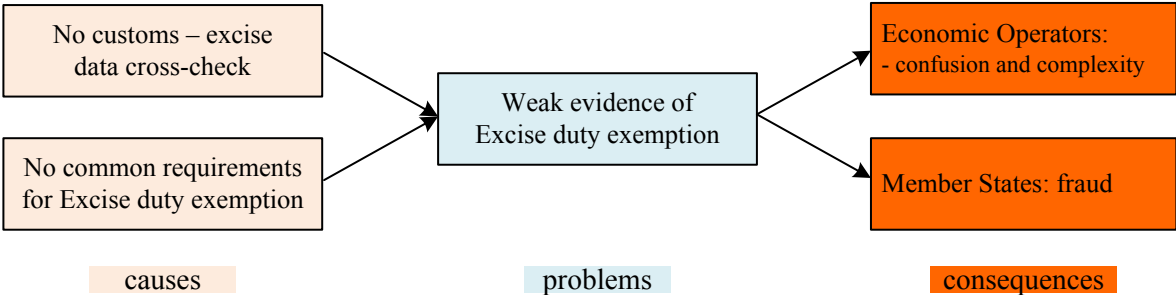 No customs – excise
data cross-check
No common requirements
for Excise duty exemption
Weak evidence of
Excise duty exemption
Economic Operators:
- confusion and complexity
Member States: fraud
causes
problems
consequences